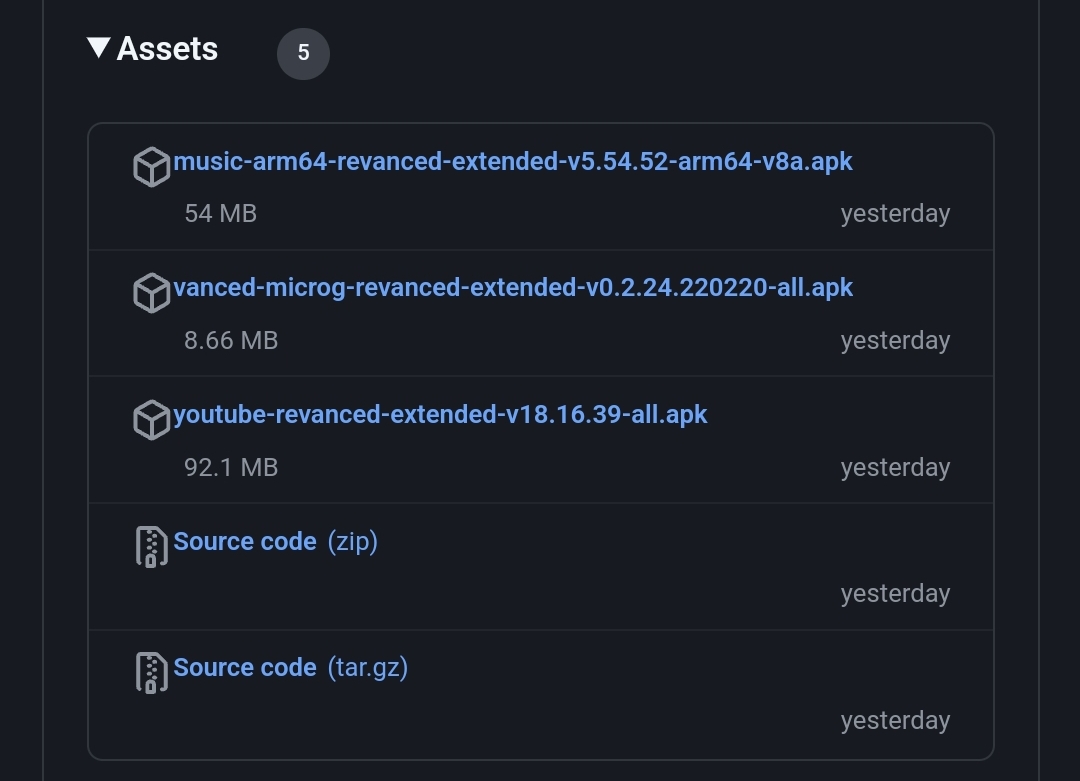 Assets 5
music-arm64-revanced-extended-v5.54.52-arm64-v8a.apk
54 MB yesterday
vanced-microg-revanced-extended-v0.2.24.220220-all.apk
8.66 MB yesterday
youtube-revanced-extended-v18.16.39-all.apk
92.1 MB yesterday
Source code (zip)
yesterday
Source code (tar.gz)
yesterday